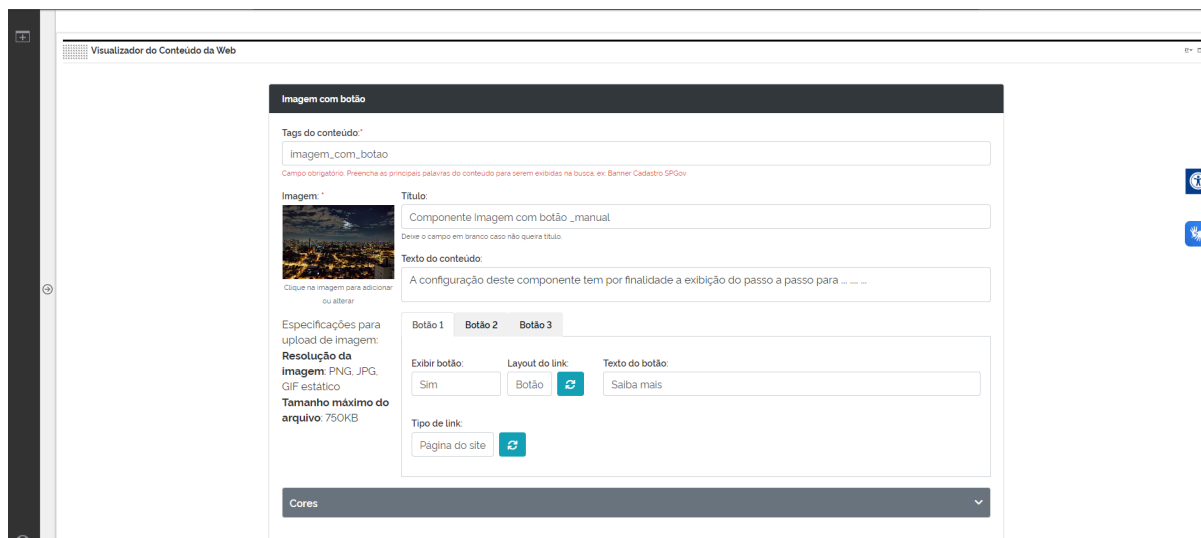 Visualizador do Conteúdo da Web
Imagem com botão
Tags do conteúdo:*
imagem_com_botao
Campo obrigatório. Preencha as principais palavras do conteúdo para serem exibidas na busca. ex: Banner Cadastro SPGov
Imagem: *
Título:
Componente Imagem com botão _manual
Deixe o campo em branco caso não queira título.
Texto do conteúdo:
A configuração deste componente tem por finalidade a exibição do passo a passo para ... .... ...
Clique na imagem para adicionar
ou alterar
Especificações para
upload de imagem:
Resolução da
imagem: PNG, JPG,
GIF estático
Tamanho máximo do
arquivo: 750KB
Botão 1 Botão 2 Botão 3
Exibir botão: Layout do link: Texto do botão:
Sim Botão Saiba mais
Tipo de link:
Página do site
Cores